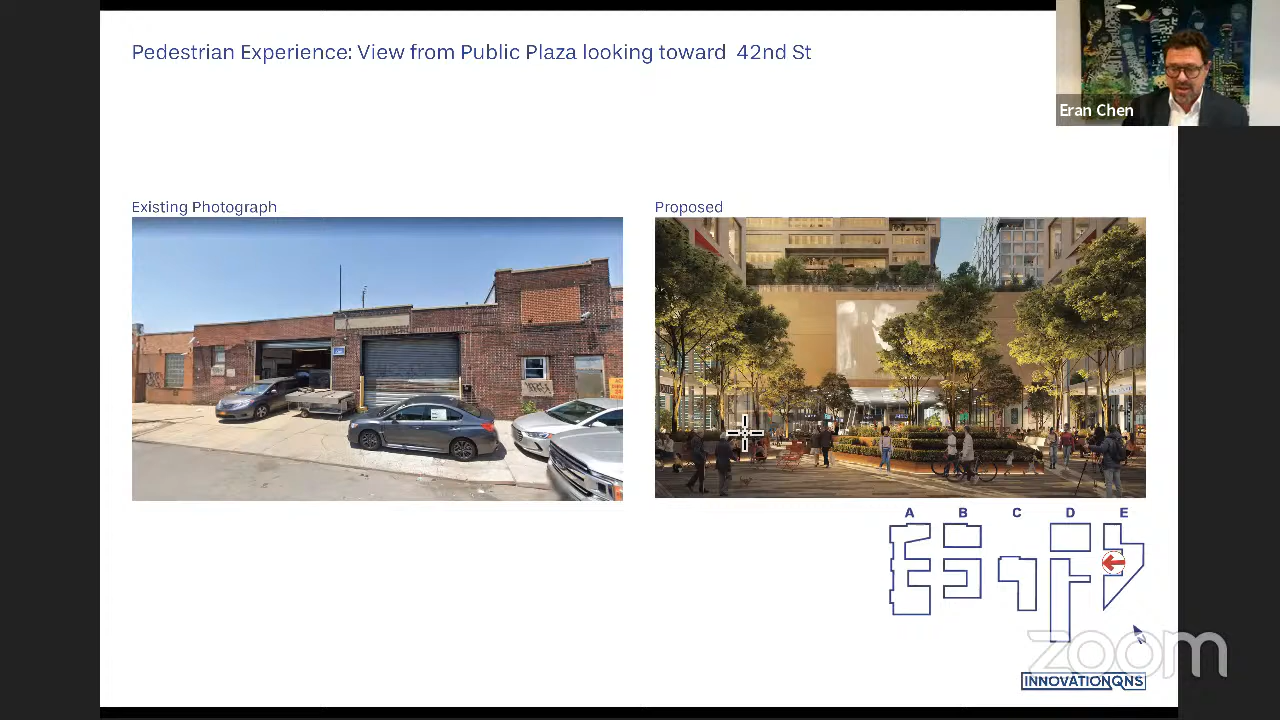 Pedestrian Experience: View from Public Plaza looking toward 42nd St
Eran Chen
Existing Photograph
Proposed
A B C D E
zoom
INNOVATIONQNS